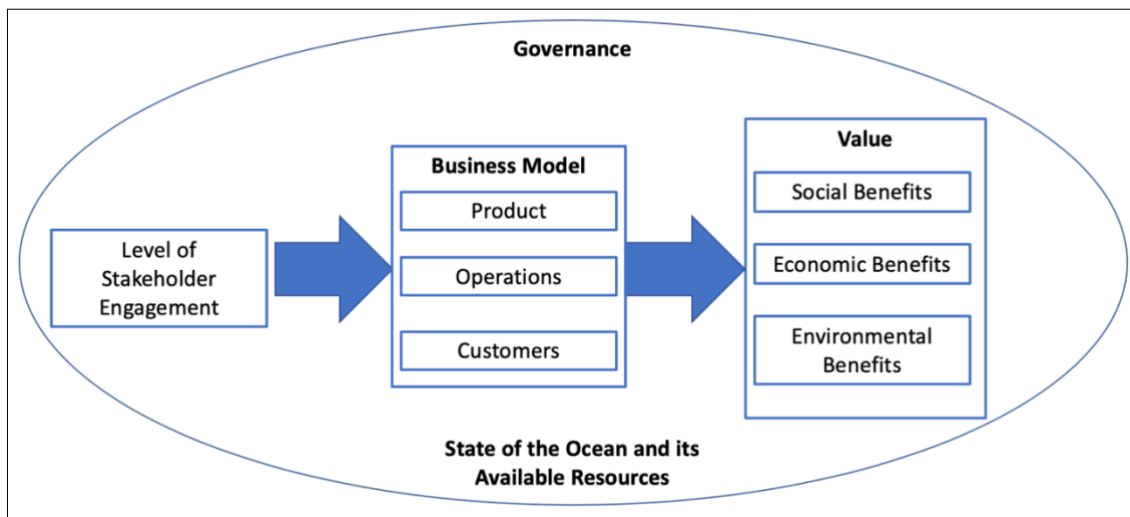 Governance
Level of
Stakeholder
Engagement
Business Model
Product
Operations
Customers
Value
Social Benefits
Economic Benefits
Environmental
Benefits
State of the Ocean and its
Available Resources